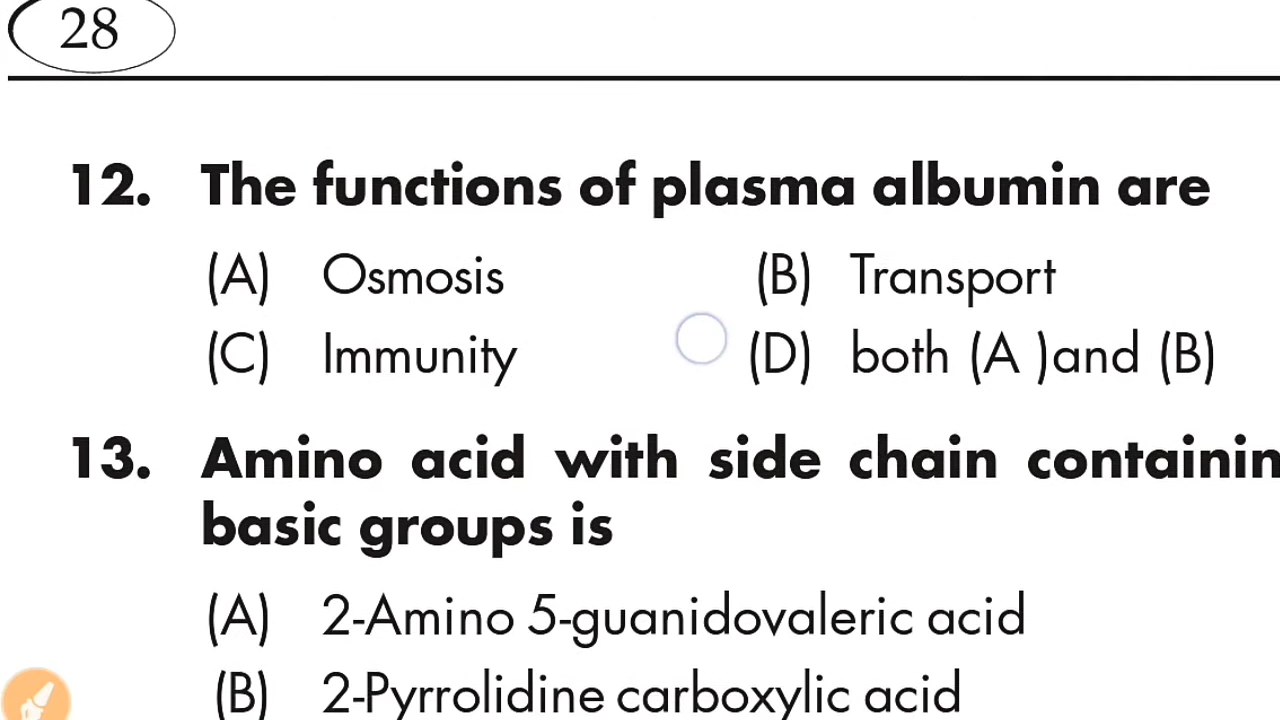 28
12. The functions of plasma albumin are
(A) Osmosis (B) Transport
(C) Immunity (D) both (A )and (B)
13. Amino acid with side chain containin
basic groups is
(A) 2-Amino 5-guanidovaleric acid
(B) 2-Pyrrolidine carboxylic acid